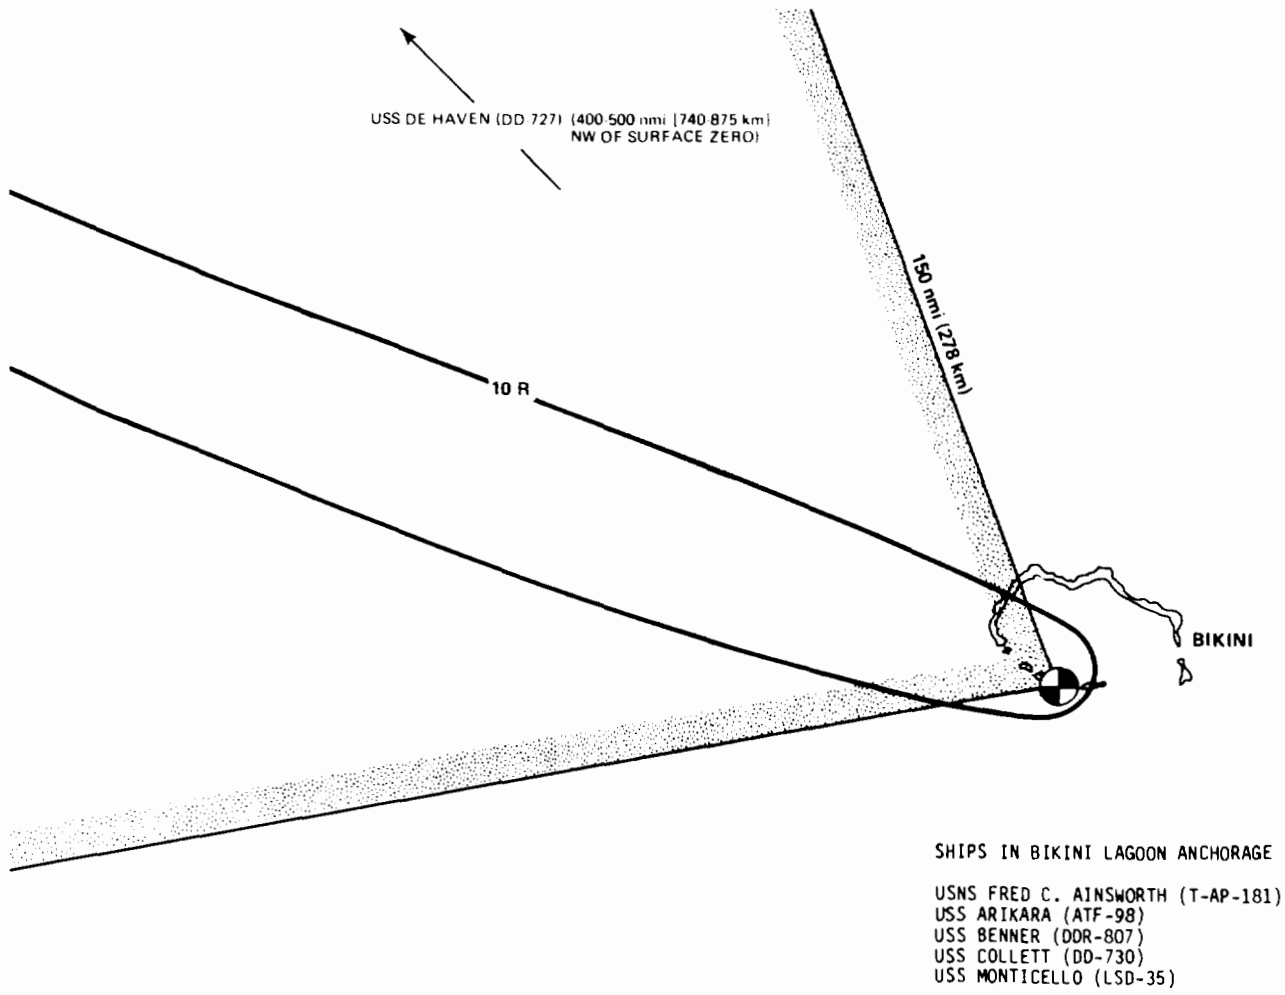 USS DE HAVEN (DD-727) (400-500 nmi [740-875 km]
NW OF SURFACE ZERO)
150 nmi (278 km)
10 R
BIKINI
SHIPS IN BIKINI LAGOON ANCHORAGE
USNS FRED C. AINSWORTH (T-AP-181)
USS ARIKARA (ATF-98)
USS BENNER (DDR-807)
USS COLLETT (DD-730)
USS MONTICELLO (LSD-35)